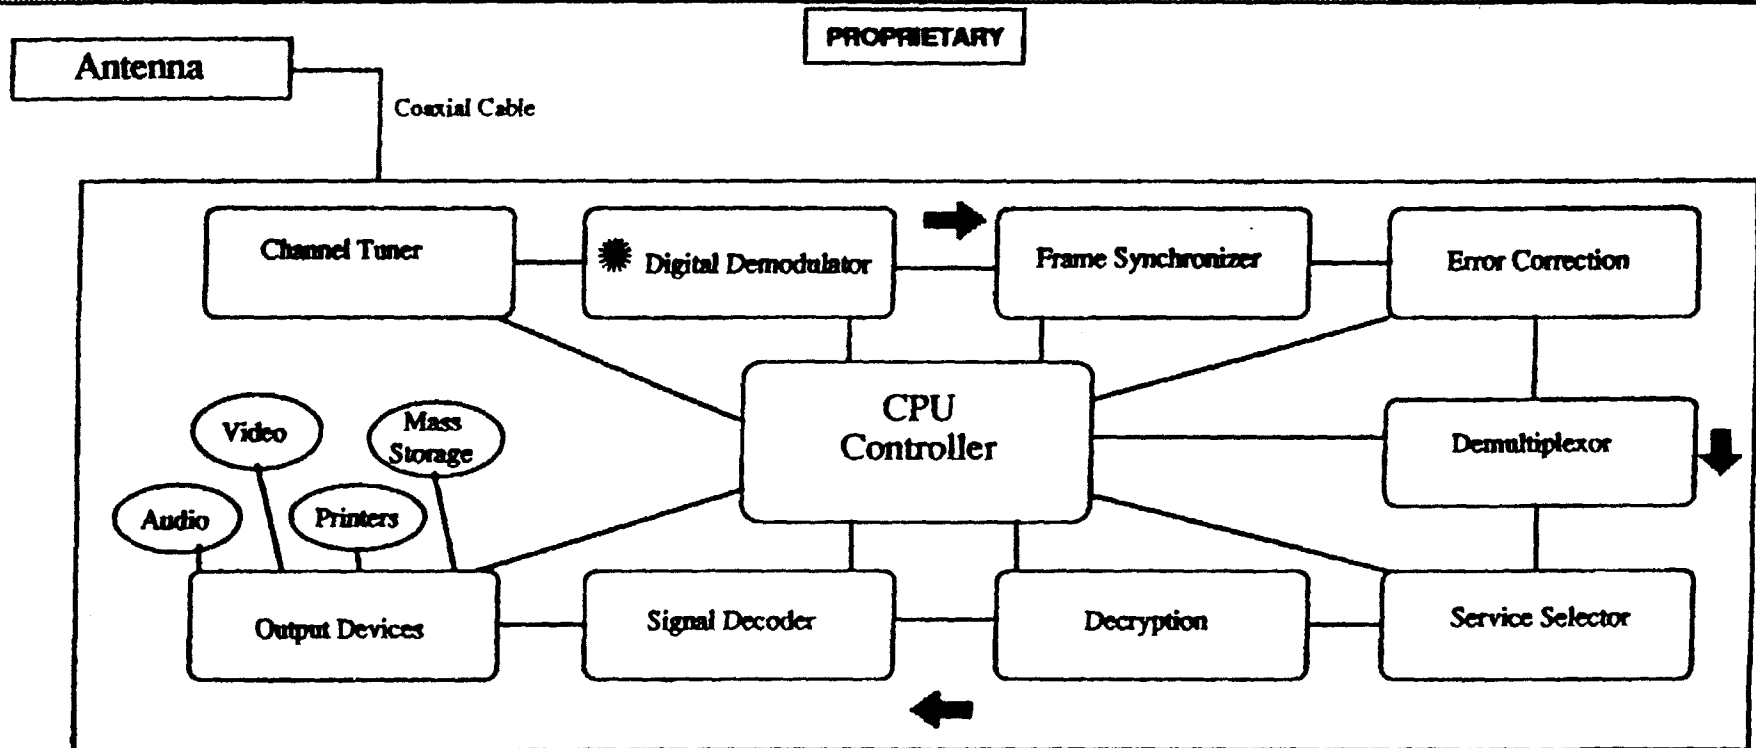 PROPRIETARY
Antenna
Coaxial Cable
Channel Tuner
Digital Demodulator
Frame Synchronizer
Error Correction
CPU
Controller
Demultiplexor
Video
Mass
Storage
Audio
Printers
Output Devices
Signal Decoder
Decryption
Service Selector